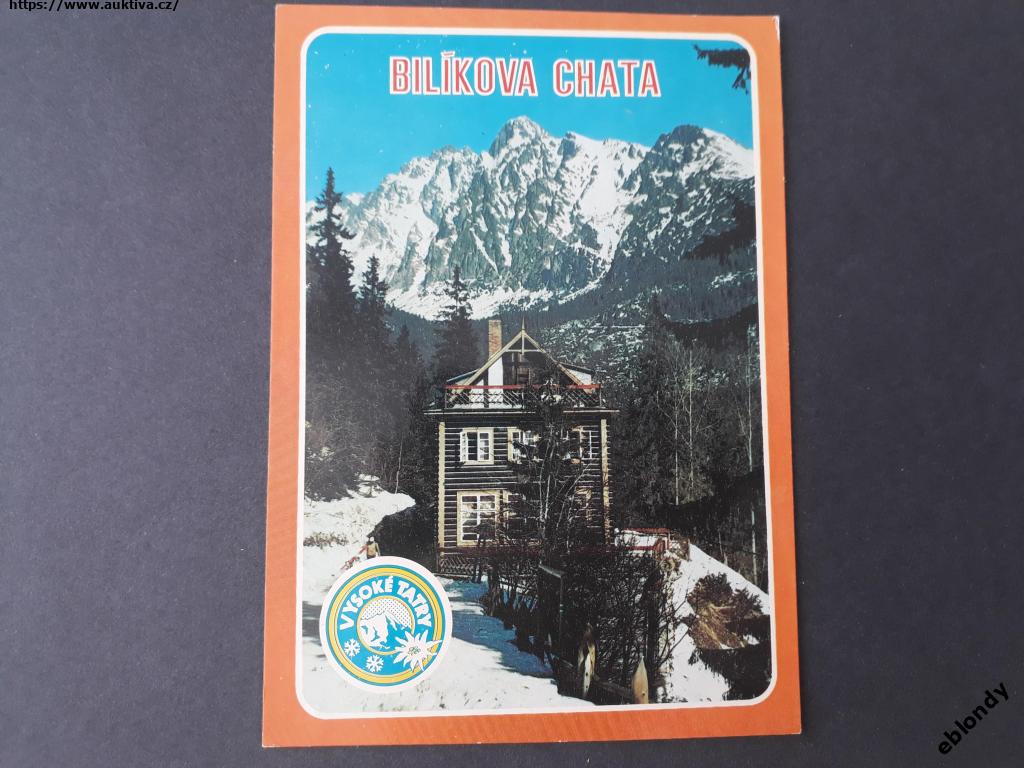 https://www.auktiva.cz/
BILÍKOVA CHATA
VYSOKÉ TATRY
eblondy